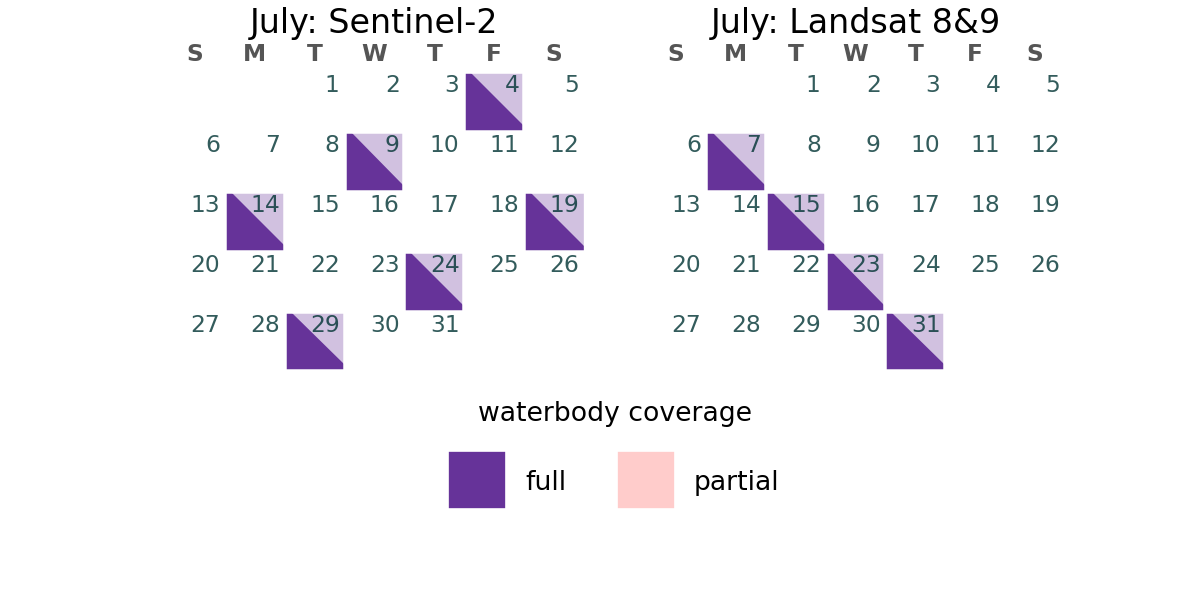 July: Sentinel-2
S M T W T F S
1 2 3 4 5
6 7 8 9 10 11 12
13 14 15 16 17 18 19
20 21 22 23 24 25 26
27 28 29 30 31
July: Landsat 8&9
S M T W T F S
1 2 3 4 5
6 7 8 9 10 11 12
13 14 15 16 17 18 19
20 21 22 23 24 25 26
27 28 29 30 31
waterbody coverage
full partial